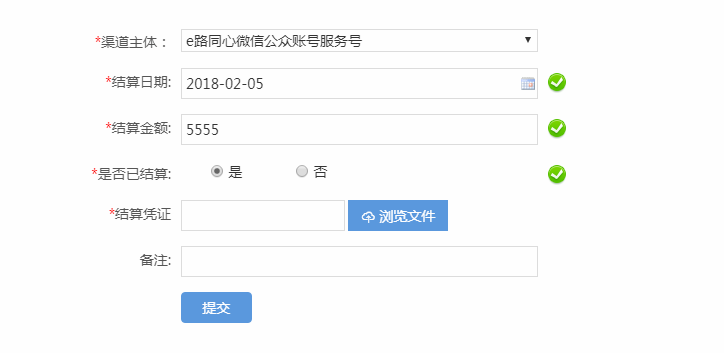 *渠道主体： e路同心微信公众账号服务号
*结算日期: 2018-02-05
*结算金额: 5555
*是否已结算: 是 否
*结算凭证 浏览文件
备注:
提交